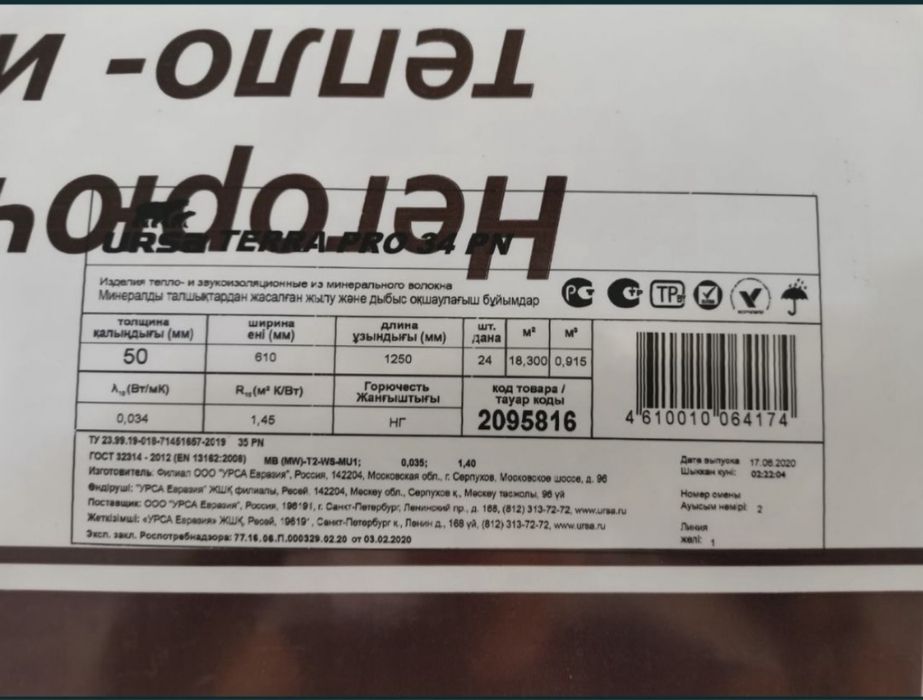 тепло- и
Негорюч
URSA TERRA PRO 34 PN
Изделия тепло- и звукоизоляционные из минерального волокна
Минералды талшықтардан жасалған жылу және дыбыс оқшаулағыш бұйымдар
толщина қалыңдығы (мм) ширина ені (мм) длина ұзындығы (мм) шт. дана м² м³
50 610 1250 24 18,300 0,915
λ₁₀(Вт/мК) R₁₀(м² К/Вт) Горючесть Жанғыштығы код товара / тауар коды
0,034 1,45 НГ 2095816
4 610010 064174
ТУ 23.99.19-018-71451657-2019 35 PN
ГОСТ 32314 - 2012 (EN 13162:2008) МВ (MW)-T2-WS-MU1; 0,035; 1,40
Изготовитель: Филиал ООО "УРСА Евразия", Россия, 142204, Московская обл., г. Серпухов, Московское шоссе, д. 96
Өндіруші: "УРСА Евразия" ЖШҚ филиалы, Ресей, 142204, Мәскеу обл., Серпухов қ., Мәскеу тасжолы, 96 үй
Поставщик: ООО "УРСА Евразия", Россия, 196191, г. Санкт-Петербург, Ленинский пр., д. 168, (812) 313-72-72, www.ursa.ru
Жеткізімші: «УРСА Евразия» ЖШҚ, Ресей, 19619, Санкт-Петербург к., Ленин д., 168 үй, (812) 313-72-72, www.ursa.ru
Эксп. закл. Роспотребнадзора: 77.16.06.П.000329.02.20 от 03.02.2020
Дата выпуска 17.06.2020
Шыққан күні: 02:22:04
Номер смены
Ауысым нөмірі: 2
Линия
желі: 1